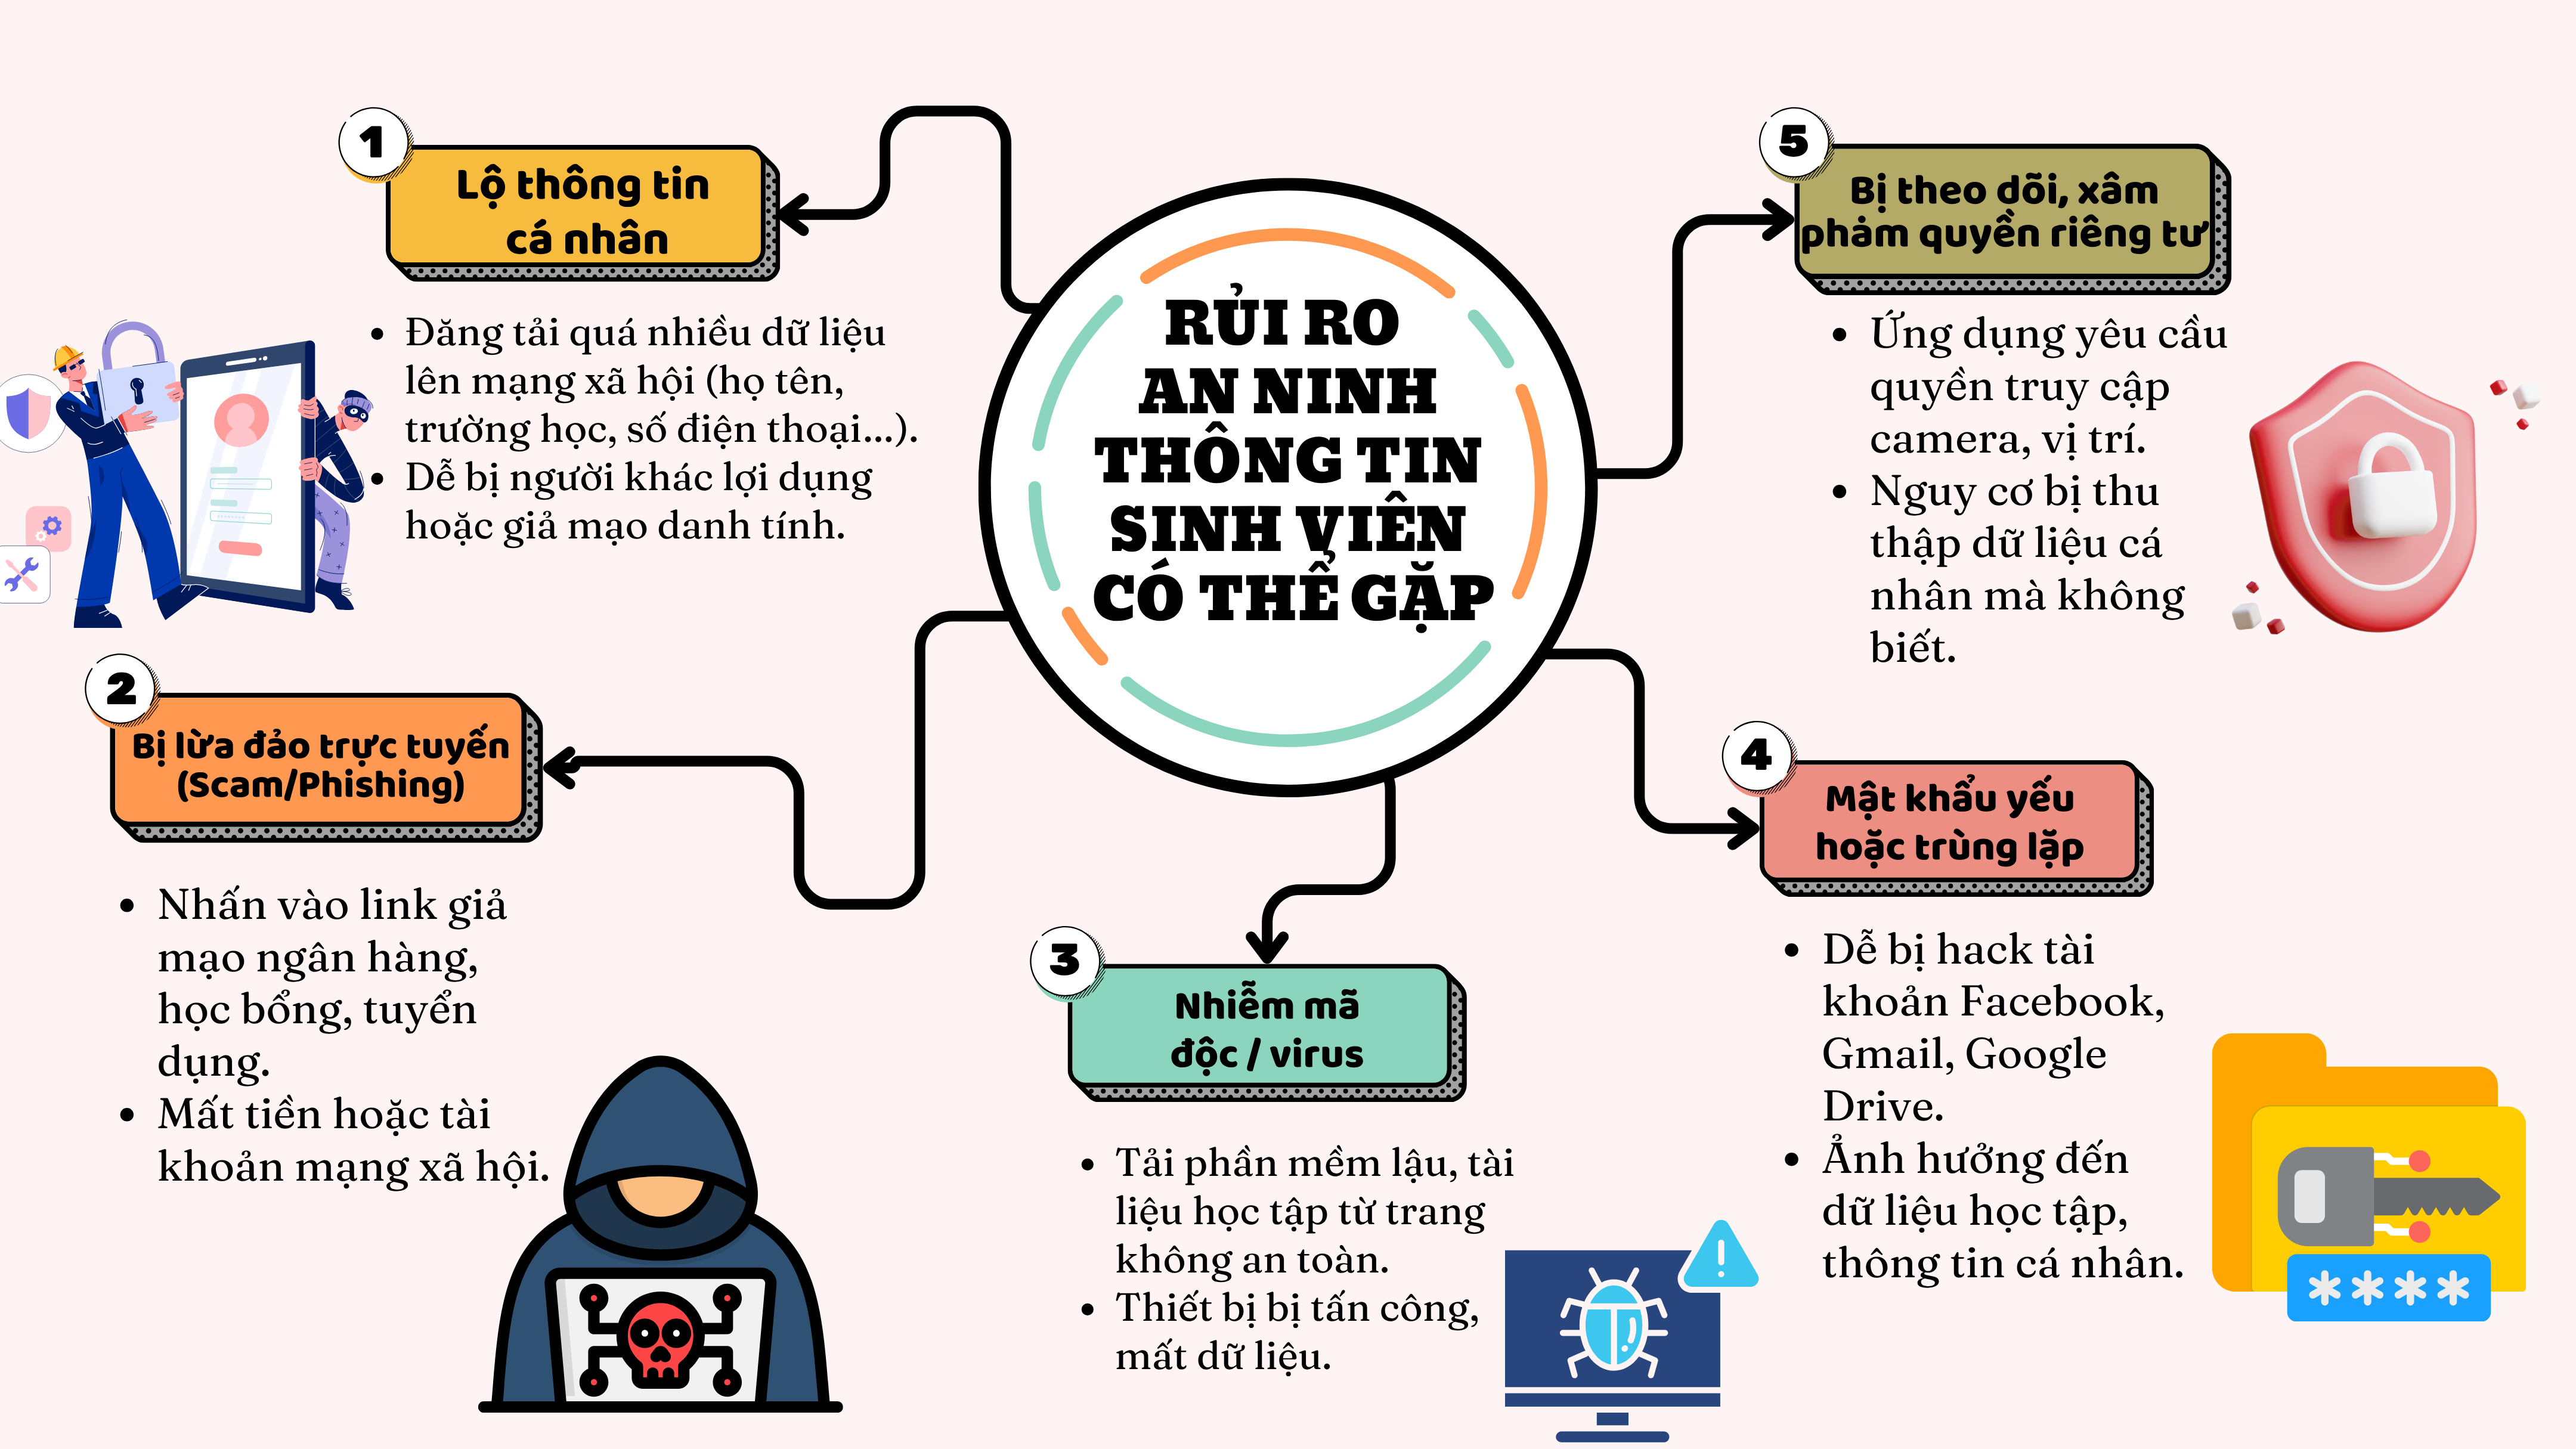 RỦI RO
AN NINH
THÔNG TIN
SINH VIÊN
CÓ THỂ GẶP
1
Lộ thông tin
cá nhân
Đăng tải quá nhiều dữ liệu
lên mạng xã hội (họ tên,
trường học, số điện thoại...).
Dễ bị người khác lợi dụng
hoặc giả mạo danh tính.
2
Bị lừa đảo trực tuyến
(Scam/Phishing)
Nhấn vào link giả
mạo ngân hàng,
học bổng, tuyển
dụng.
Mất tiền hoặc tài
khoản mạng xã hội.
3
Nhiễm mã
độc / virus
Tải phần mềm lậu, tài
liệu học tập từ trang
không an toàn.
Thiết bị bị tấn công,
mất dữ liệu.
4
Mật khẩu yếu
hoặc trùng lặp
Dễ bị hack tài
khoản Facebook,
Gmail, Google
Drive.
Ảnh hưởng đến
dữ liệu học tập,
thông tin cá nhân.
****
5
Bị theo dõi, xâm
phảm quyền riêng tư
Ứng dụng yêu cầu
quyền truy cập
camera, vị trí.
Nguy cơ bị thu
thập dữ liệu cá
nhân mà không
biết.